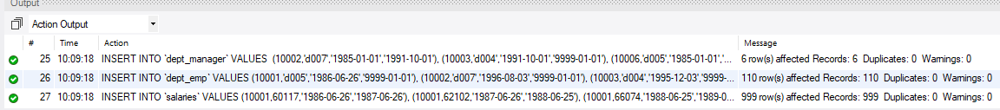 Output
Action Output
# Time Action Message
25 10:09:18 INSERT INTO `dept_manager` VALUES (10002,'d007','1985-01-01','1991-10-01'), (10003,'d004','1991-10-01','9999-01-01'), (10006,'d005','1985-01-01','... 6 row(s) affected Records: 6 Duplicates: 0 Warnings: 0
26 10:09:18 INSERT INTO `dept_emp` VALUES (10001,'d005','1986-06-26','9999-01-01'), (10002,'d007','1996-08-03','9999-01-01'), (10003,'d004','1995-12-03','9999-... 110 row(s) affected Records: 110 Duplicates: 0 Warnings: 0
27 10:09:18 INSERT INTO `salaries` VALUES (10001,60117,'1986-06-26','1987-06-26'), (10001,62102,'1987-06-26','1988-06-25'), (10001,66074,'1988-06-25','1989-0... 999 row(s) affected Records: 999 Duplicates: 0 Warnings: 0